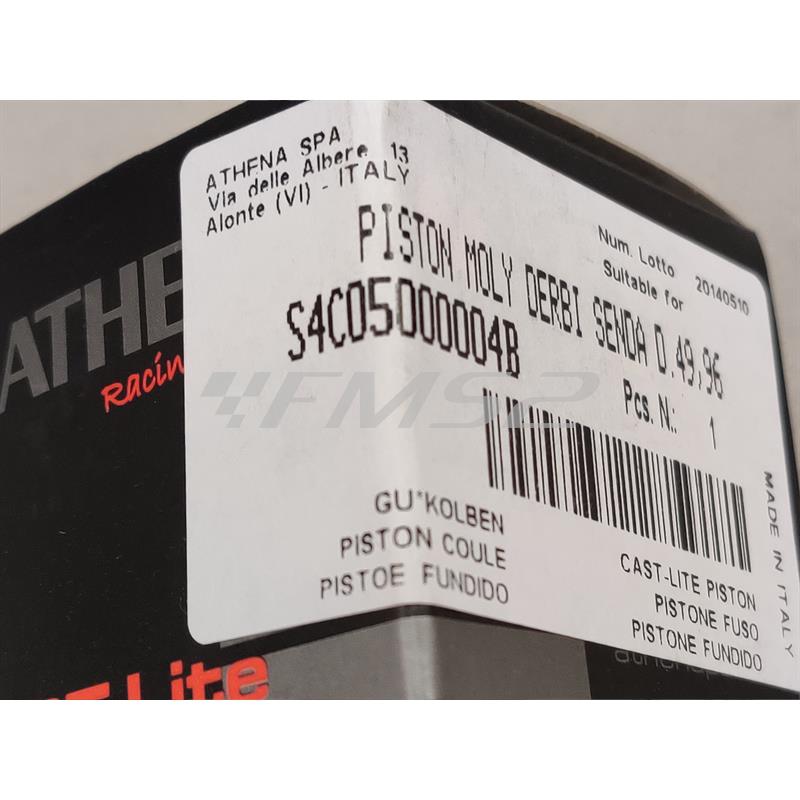 ATHENA SPA
Via delle Albere 13
Alonte (VI) - ITALY
Num. Lotto 20140510
Suitable for
PISTON MOLY DERBI SENDA D.49,96
S4C05000004B
Pcs. N.: 1
GU"KOLBEN
PISTON COULE
PISTOE FUNDIDO
CAST-LITE PISTON
PISTONE FUSO
PISTONE FUNDIDO
MADE IN ITALY
ATHE
Racin
FMS2
Lite